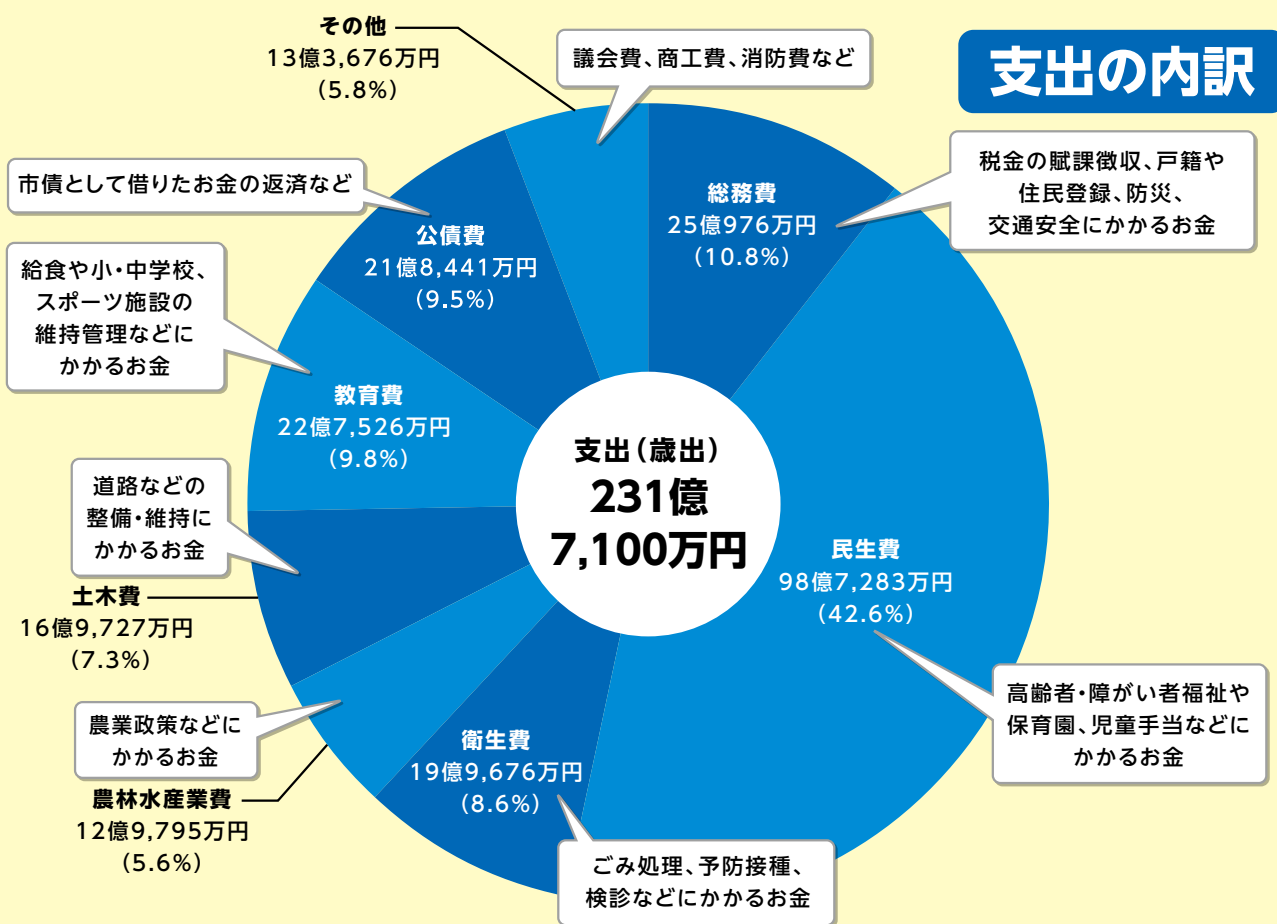 支出の内訳
その他
13億3,676万円
(5.8%)
議会費、商工費、消防費など
税金の賦課徴収、戸籍や
住民登録、防災、
交通安全にかかるお金
総務費
25億976万円
(10.8%)
市債として借りたお金の返済など
公債費
21億8,441万円
(9.5%)
給食や小・中学校、
スポーツ施設の
維持管理などに
かかるお金
教育費
22億7,526万円
(9.8%)
支出(歳出)
231億
7,100万円
道路などの
整備・維持に
かかるお金
土木費
16億9,727万円
(7.3%)
民生費
98億7,283万円
(42.6%)
高齢者・障がい者福祉や
保育園、児童手当などに
かかるお金
農業政策などに
かかるお金
農林水産業費
12億9,795万円
(5.6%)
衛生費
19億9,676万円
(8.6%)
ごみ処理、予防接種、
検診などにかかるお金